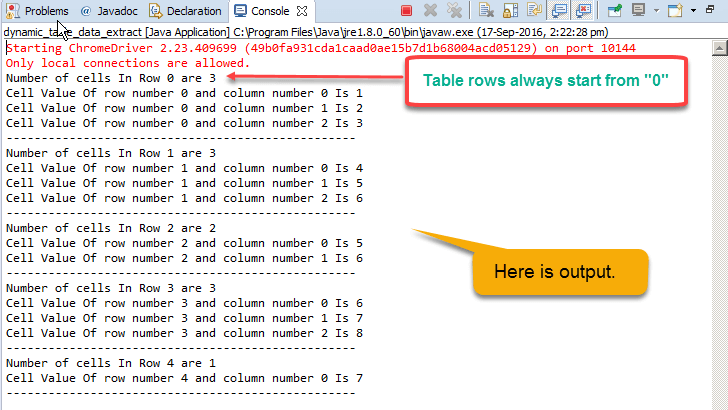 Problems @ Javadoc Declaration Console
dynamic_table_data_extract [Java Application] C:\Program Files\Java\jre1.8.0_60\bin\javaw.exe (17-Sep-2016, 2:22:28 pm)
Starting ChromeDriver 2.23.409699 (49b0fa931cda1caad0ae15b7d1b68004acd05129) on port 10144
Only local connections are allowed.
Number of cells In Row 0 are 3
Table rows always start from "0"
Cell Value Of row number 0 and column number 0 Is 1
Cell Value Of row number 0 and column number 1 Is 2
Cell Value Of row number 0 and column number 2 Is 3
--------------------------------------------------
Number of cells In Row 1 are 3
Cell Value Of row number 1 and column number 0 Is 4
Cell Value Of row number 1 and column number 1 Is 5
Cell Value Of row number 1 and column number 2 Is 6
--------------------------------------------------
Number of cells In Row 2 are 2
Cell Value Of row number 2 and column number 0 Is 5
Cell Value Of row number 2 and column number 1 Is 6
--------------------------------------------------
Here is output.
Number of cells In Row 3 are 3
Cell Value Of row number 3 and column number 0 Is 6
Cell Value Of row number 3 and column number 1 Is 7
Cell Value Of row number 3 and column number 2 Is 8
--------------------------------------------------
Number of cells In Row 4 are 1
Cell Value Of row number 4 and column number 0 Is 7
--------------------------------------------------